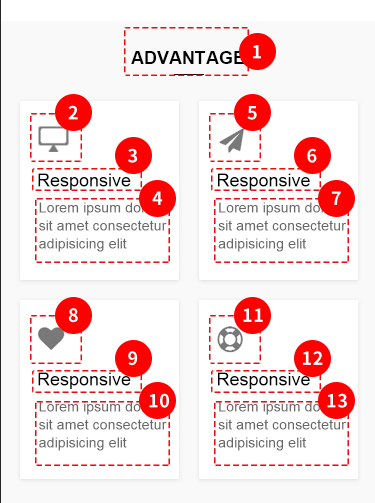 ADVANTAGE 1
2
3
Responsive
4
Lorem ipsum do
sit amet consectetur
adipisicing elit
5
6
Responsive
7
Lorem ipsum do
sit amet consectetur
adipisicing elit
8
9
Responsive
10
Lorem ipsum do
sit amet consectetur
adipisicing elit
11
12
Responsive
13
Lorem ipsum do
sit amet consectetur
adipisicing elit